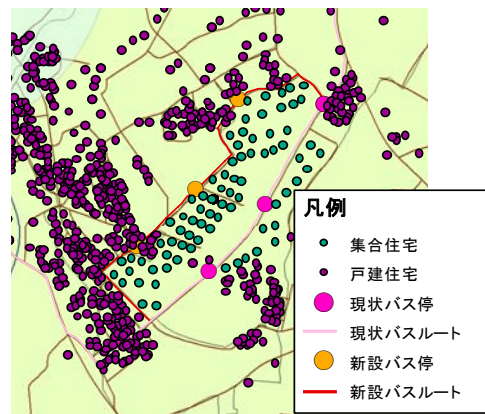 凡例
集合住宅
戸建住宅
現状バス停
現状バスルート
新設バス停
新設バスルート